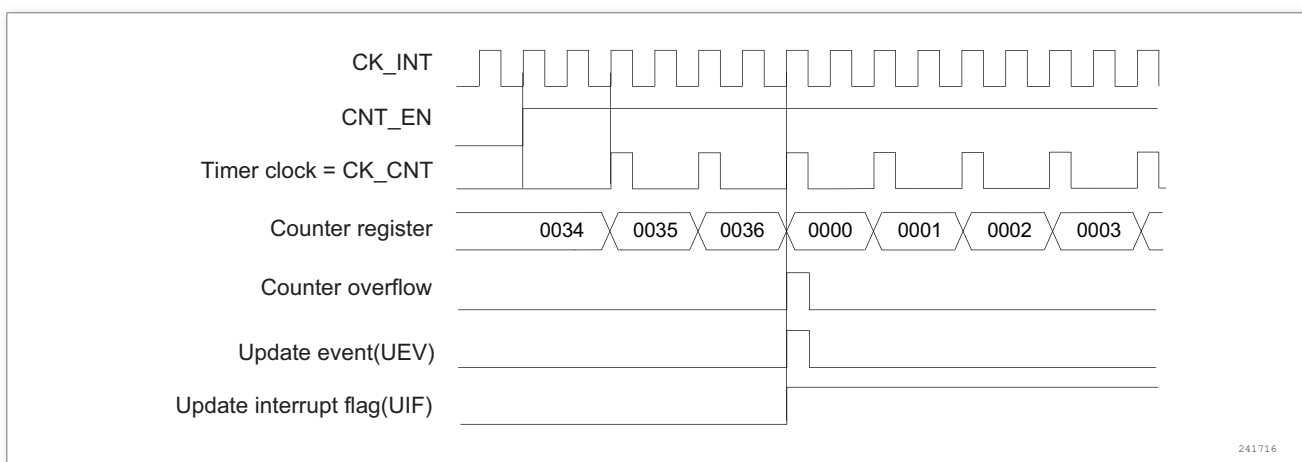 CK_INT
CNT_EN
Timer clock = CK_CNT
Counter register 0034 0035 0036 0000 0001 0002 0003
Counter overflow
Update event(UEV)
Update interrupt flag(UIF)
241716